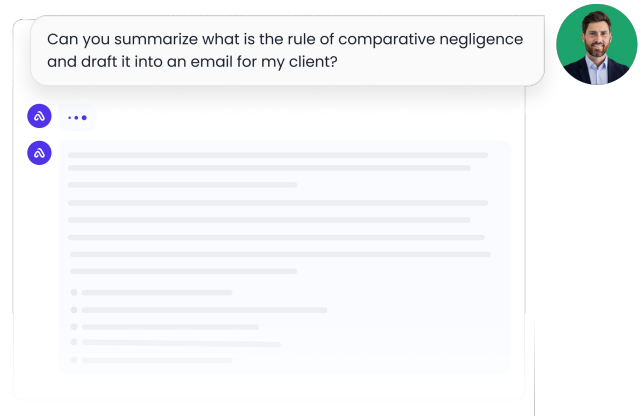 Can you summarize what is the rule of comparative negligence
and draft it into an email for my client?